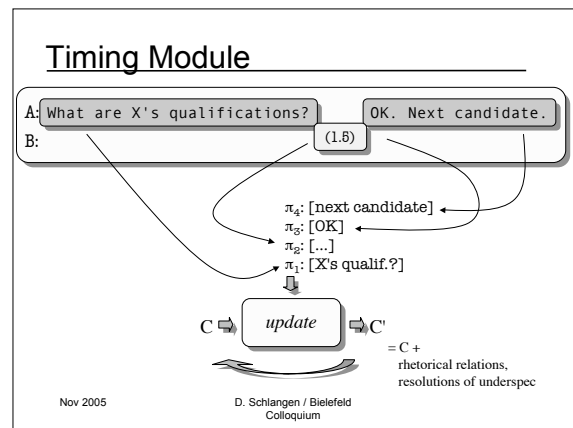 Timing Module
A: What are X's qualifications? OK. Next candidate.
B: (1.5)
π₄: [next candidate]
π₃: [OK]
π₂: [...]
π₁: [X's qualif.?]
C update C'
= C +
rhetorical relations,
resolutions of underspec
Nov 2005 D. Schlangen / Bielefeld
Colloquium